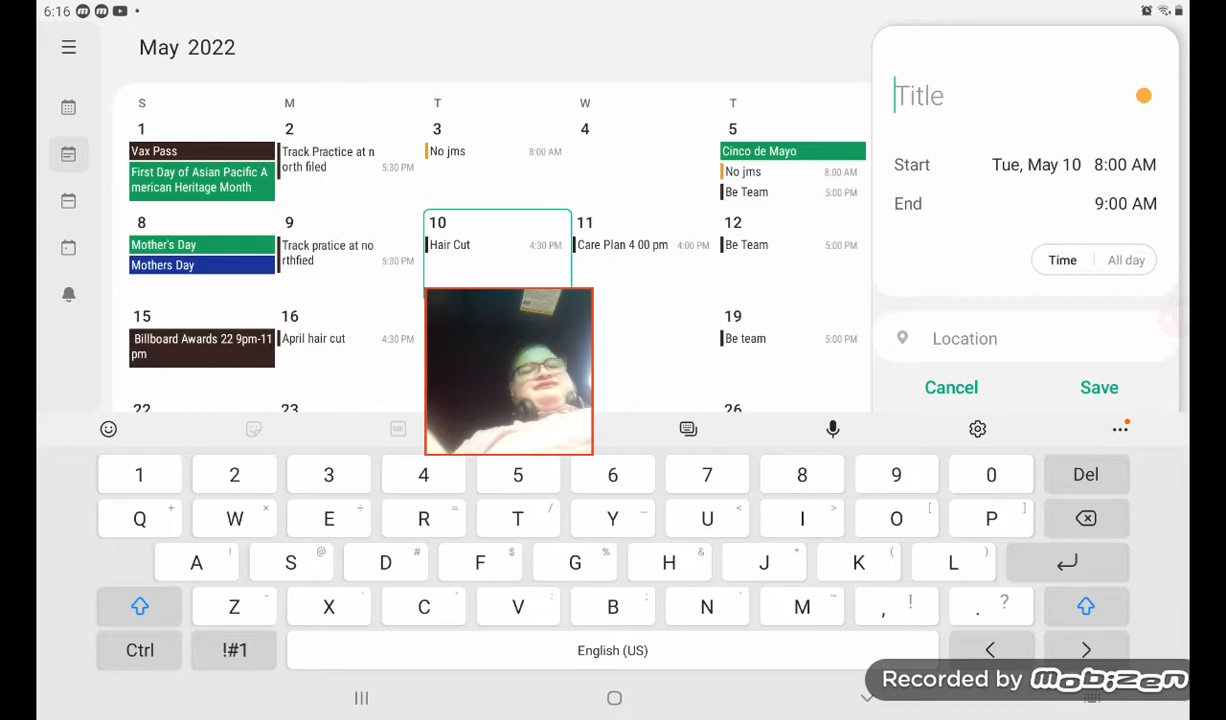 6:16
May 2022
S M T W T
1 2 3 4 5
Vax Pass
First Day of Asian Pacific A
merican Heritage Month
Track Practice at n
orth filed
5:30 PM
No jms 8:00 AM
Cinco de Mayo
No jms 8:00 AM
Be Team 5:00 PM
8 9 10 11 12
Mother's Day
Mothers Day
Track pratice at no
rthfied
5:30 PM
Hair Cut 4:30 PM
Care Plan 4 00 pm 4:00 PM
Be Team 5:00 PM
15 16 19
Billboard Awards 22 9pm-11
pm
April hair cut 4:30 PM
Be team 5:00 PM
22 23 26
Title
Start Tue, May 10 8:00 AM
End 9:00 AM
Time All day
Location
Cancel Save
GIF
1 2 3 4 5 6 7 8 9 0 Del
Q + W × E ÷ R = T / Y _ U < I > O [ P ]
A ! S @ D # F $ G % H & J * K ( L )
Z - X ' C " V : B ; N ` M ~ , ! . ?
Ctrl !#1 English (US) < >
Recorded by mobizen